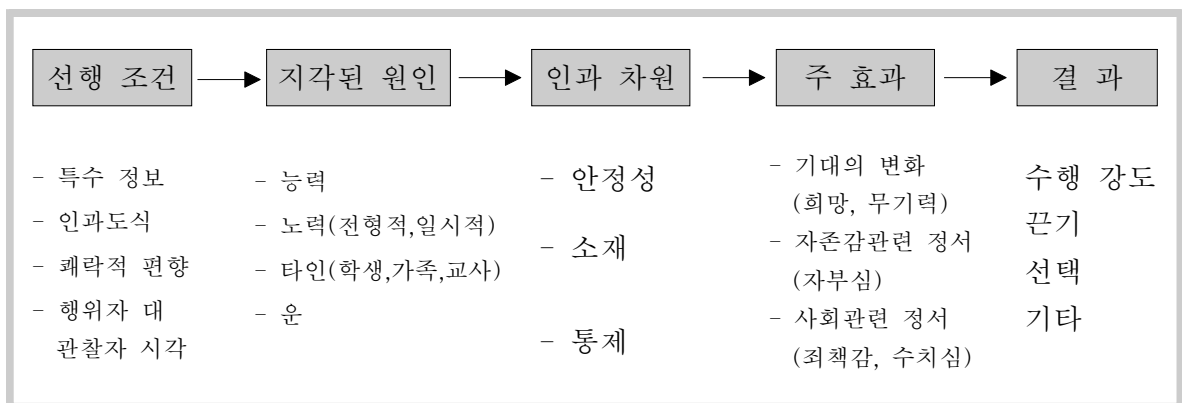 선행 조건
지각된 원인
인과 차원
주 효과
결 과
- 특수 정보
- 인과도식
- 쾌락적 편향
- 행위자 대
관찰자 시각
- 능력
- 노력(전형적,일시적)
- 타인(학생,가족,교사)
- 운
- 안정성
- 소재
- 통제
- 기대의 변화
(희망, 무기력)
- 자존감관련 정서
(자부심)
- 사회관련 정서
(죄책감, 수치심)
수행 강도
끈기
선택
기타